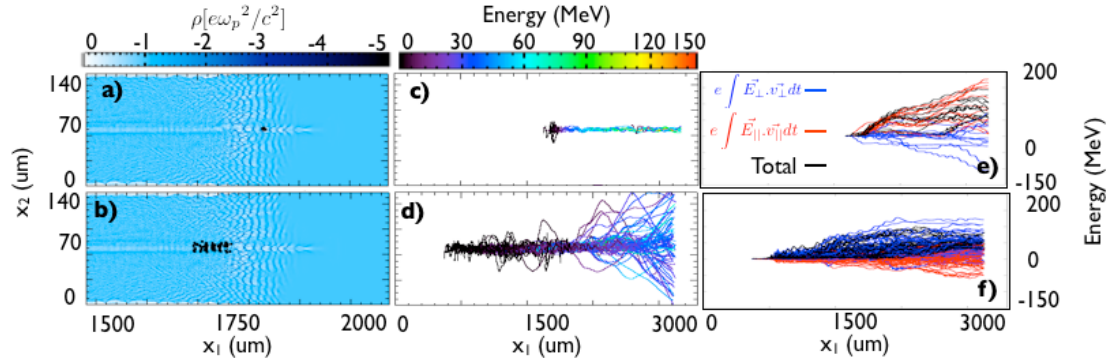 ρ[eω_p²/c²]
Energy (MeV)
0 -1 -2 -3 -4 -5
0 30 60 90 120 150
a)
b)
c)
d)
e)
f)
140
70
0
140
70
0
x₂ (um)
1500 1750 2000
x₁ (um)
0 1500 3000
x₁ (um)
e ∫ E⃗⊥.v⃗⊥dt
e ∫ E⃗||.v⃗||dt
Total
200
0
-150
200
0
-150
Energy (MeV)
0 1500 3000
x₁ (um)